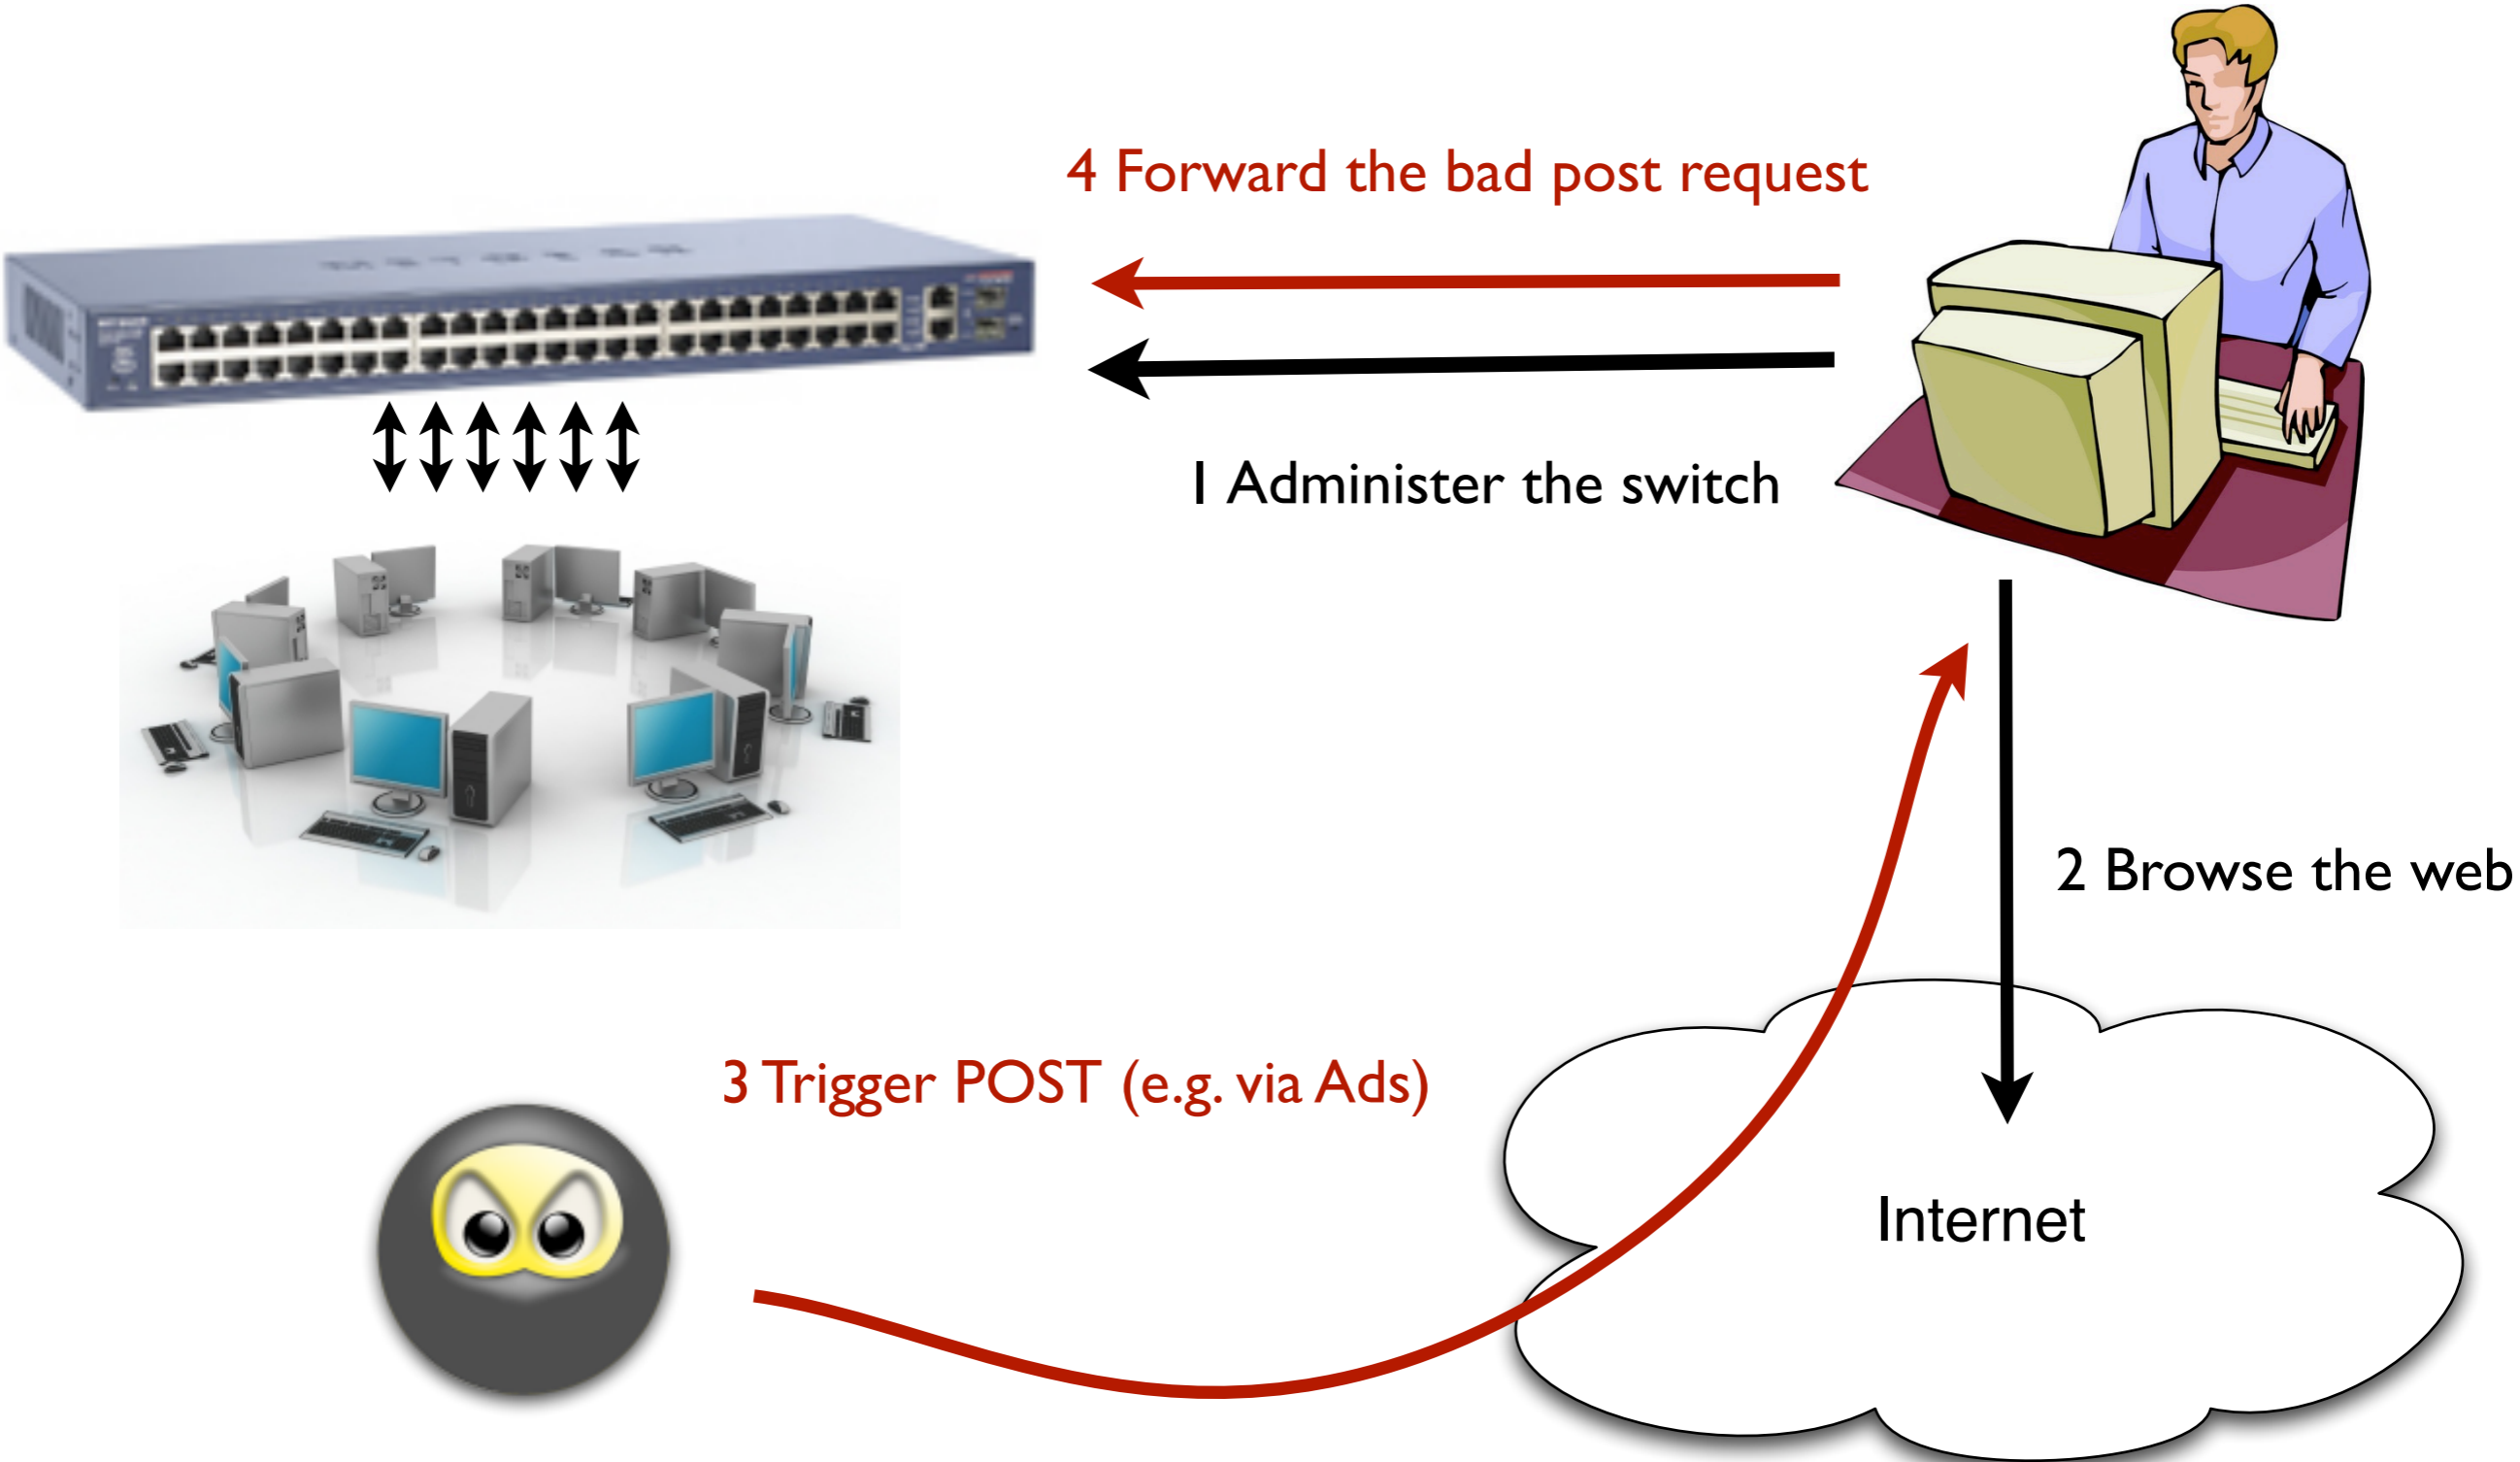 4 Forward the bad post request
1 Administer the switch
2 Browse the web
3 Trigger POST (e.g. via Ads)
Internet